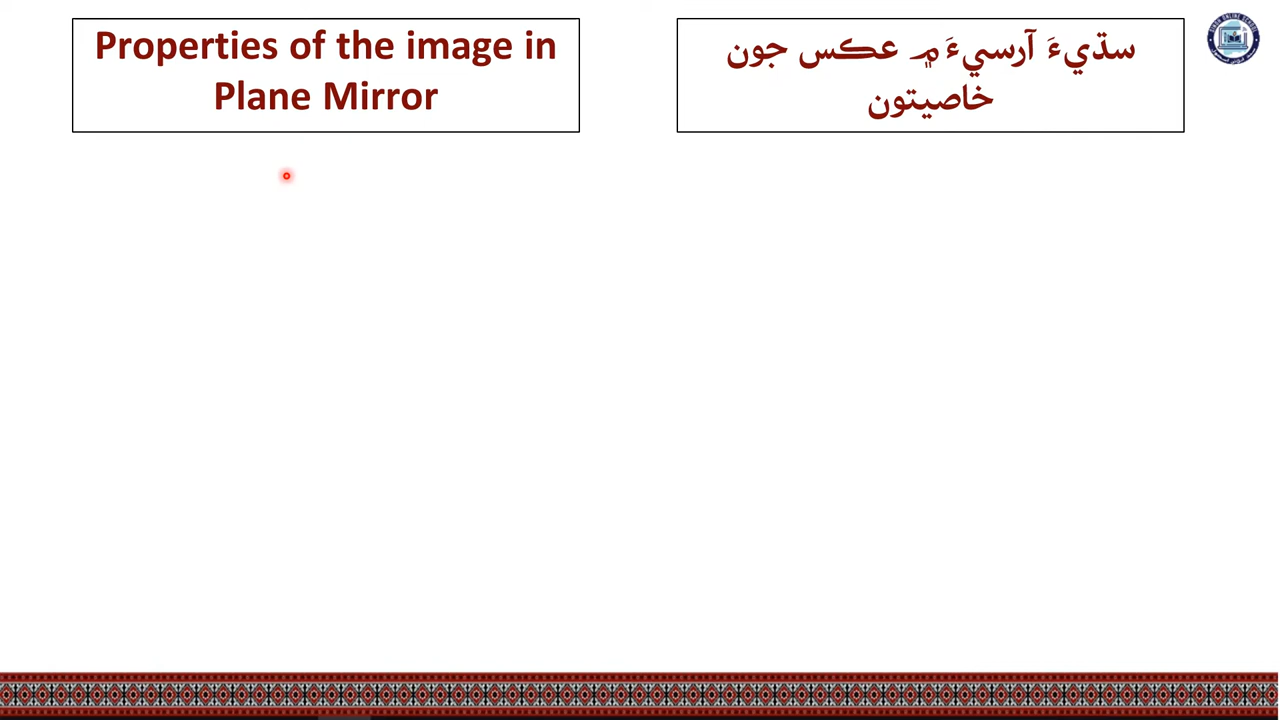 Properties of the image in
Plane Mirror
سڌيءَ آرسيءَ ۾ عڪس جون
خاصيتون